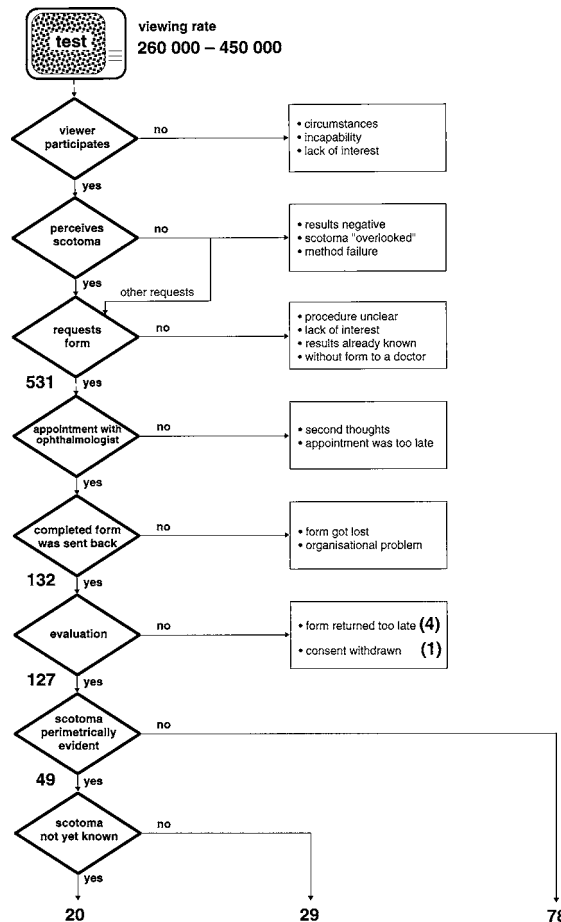 test
viewing rate
260 000 – 450 000
viewer
participates
no
• circumstances
• incapability
• lack of interest
yes
perceives
scotoma
no
• results negative
• scotoma "overlooked"
• method failure
yes
other requests
requests
form
no
• procedure unclear
• lack of interest
• results already known
• without form to a doctor
531
yes
appointment with
ophthalmologist
no
• second thoughts
• appointment was too late
yes
completed form
was sent back
no
• form got lost
• organisational problem
132
yes
evaluation
no
• form returned too late (4)
• consent withdrawn (1)
127
yes
scotoma
perimetrically
evident
no
49
yes
scotoma
not yet known
no
yes
20
29
78